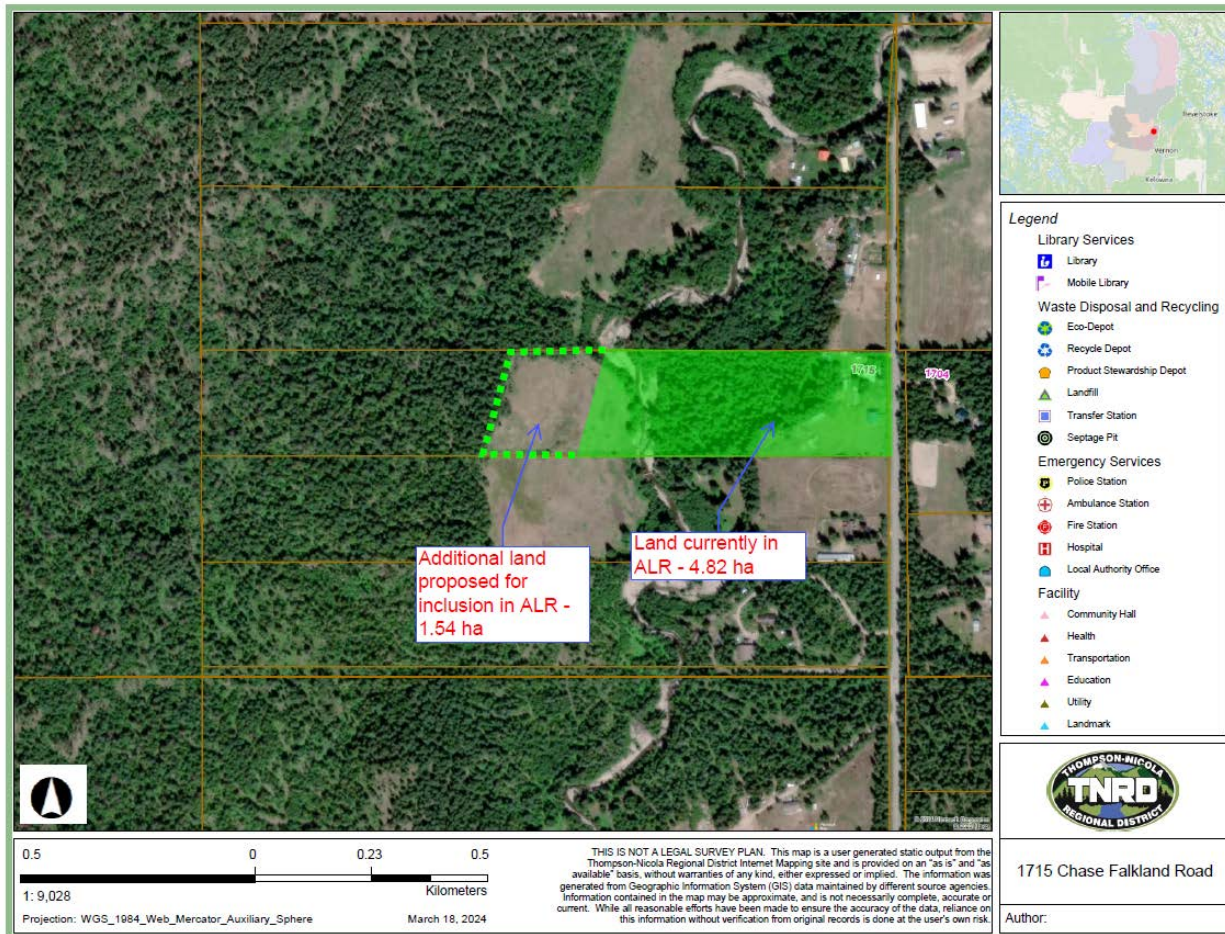 Revelstoke
Vernon
Kelowna
1715
1704
Additional land
proposed for
inclusion in ALR -
1.54 ha
Land currently in
ALR - 4.82 ha
Legend
Library Services
Library
Mobile Library
Waste Disposal and Recycling
Eco-Depot
Recycle Depot
Product Stewardship Depot
Landfill
Transfer Station
Septage Pit
Emergency Services
Police Station
Ambulance Station
Fire Station
Hospital
Local Authority Office
Facility
Community Hall
Health
Transportation
Education
Utility
Landmark
THOMPSON-NICOLA
TNRD
REGIONAL DISTRICT
1715 Chase Falkland Road
Author:
0.5 0 0.23 0.5
Kilometers
1: 9,028
Projection: WGS_1984_Web_Mercator_Auxiliary_Sphere
March 18, 2024
THIS IS NOT A LEGAL SURVEY PLAN. This map is a user generated static output from the
Thompson-Nicola Regional District Internet Mapping site and is provided on an "as is" and "as
available" basis, without warranties of any kind, either expressed or implied. The information was
generated from Geographic Information System (GIS) data maintained by different source agencies.
Information contained in the map may be approximate, and is not necessarily complete, accurate or
current. While all reasonable efforts have been made to ensure the accuracy of the data, reliance on
this information without verification from original records is done at the user's own risk.